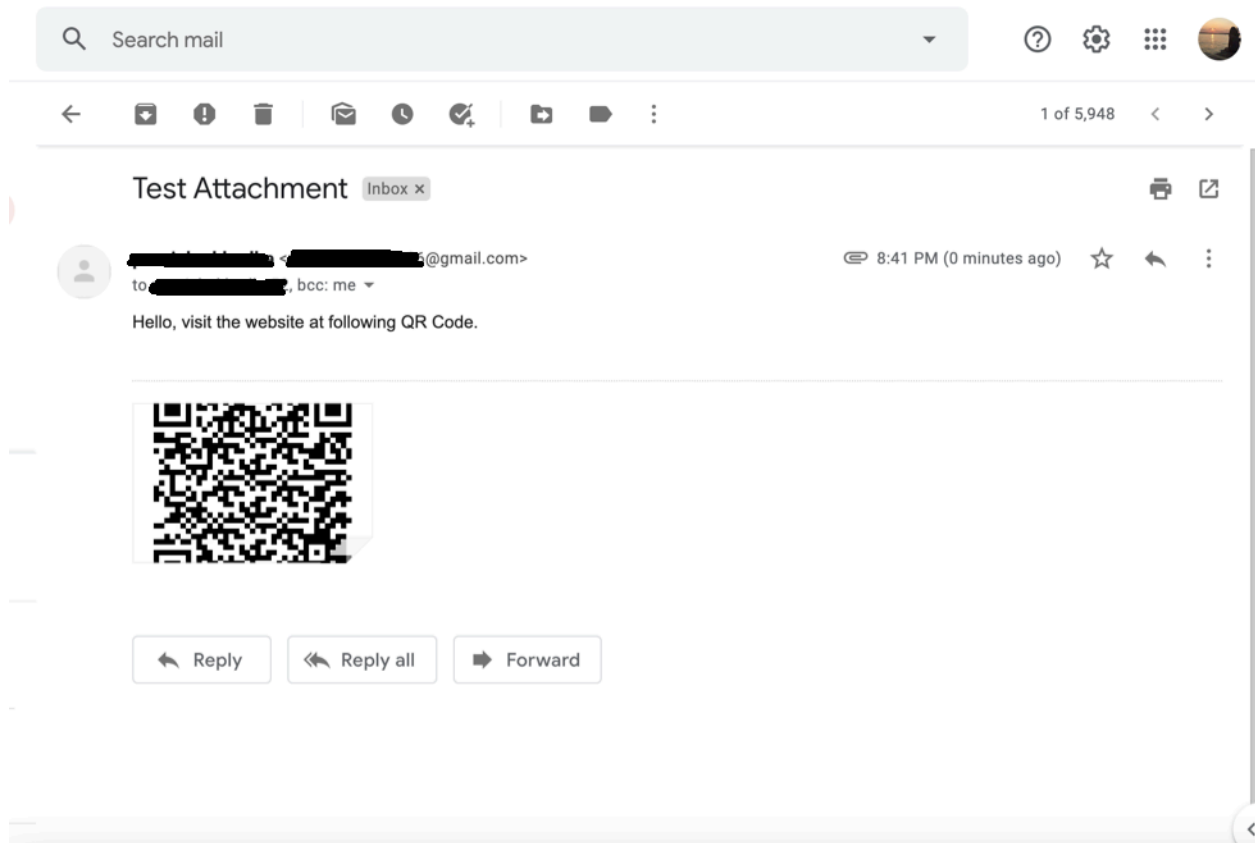 Search mail
1 of 5,948
Test Attachment Inbox ×
@gmail.com> 8:41 PM (0 minutes ago)
to , bcc: me
Hello, visit the website at following QR Code.
Reply Reply all Forward